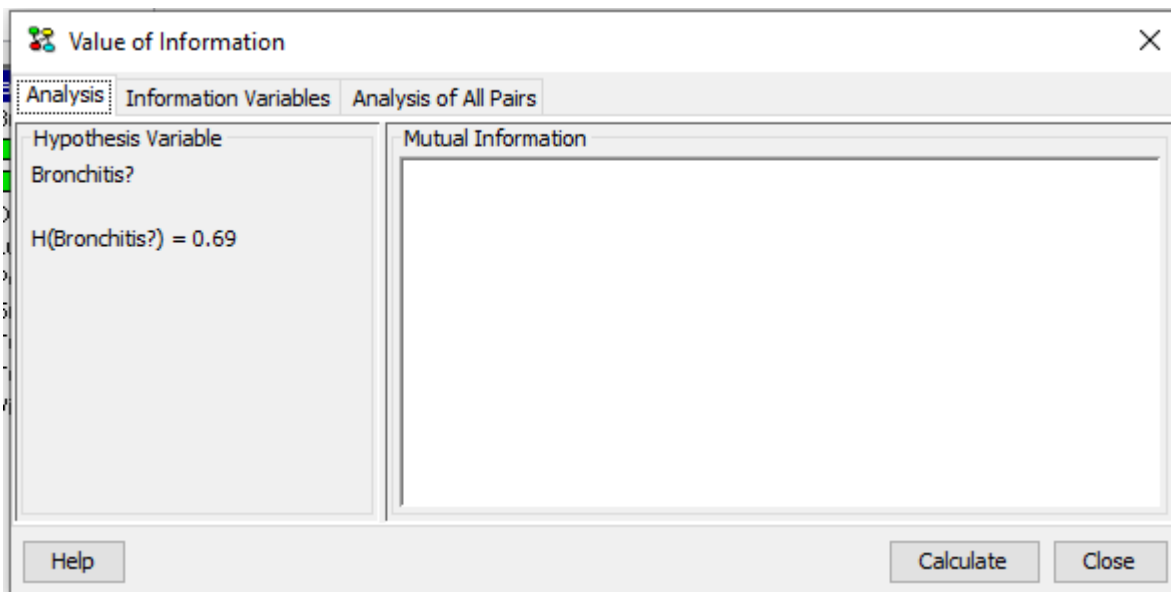 Value of Information
Analysis
Information Variables
Analysis of All Pairs
Hypothesis Variable
Bronchitis?
H(Bronchitis?) = 0.69
Mutual Information
Help
Calculate
Close